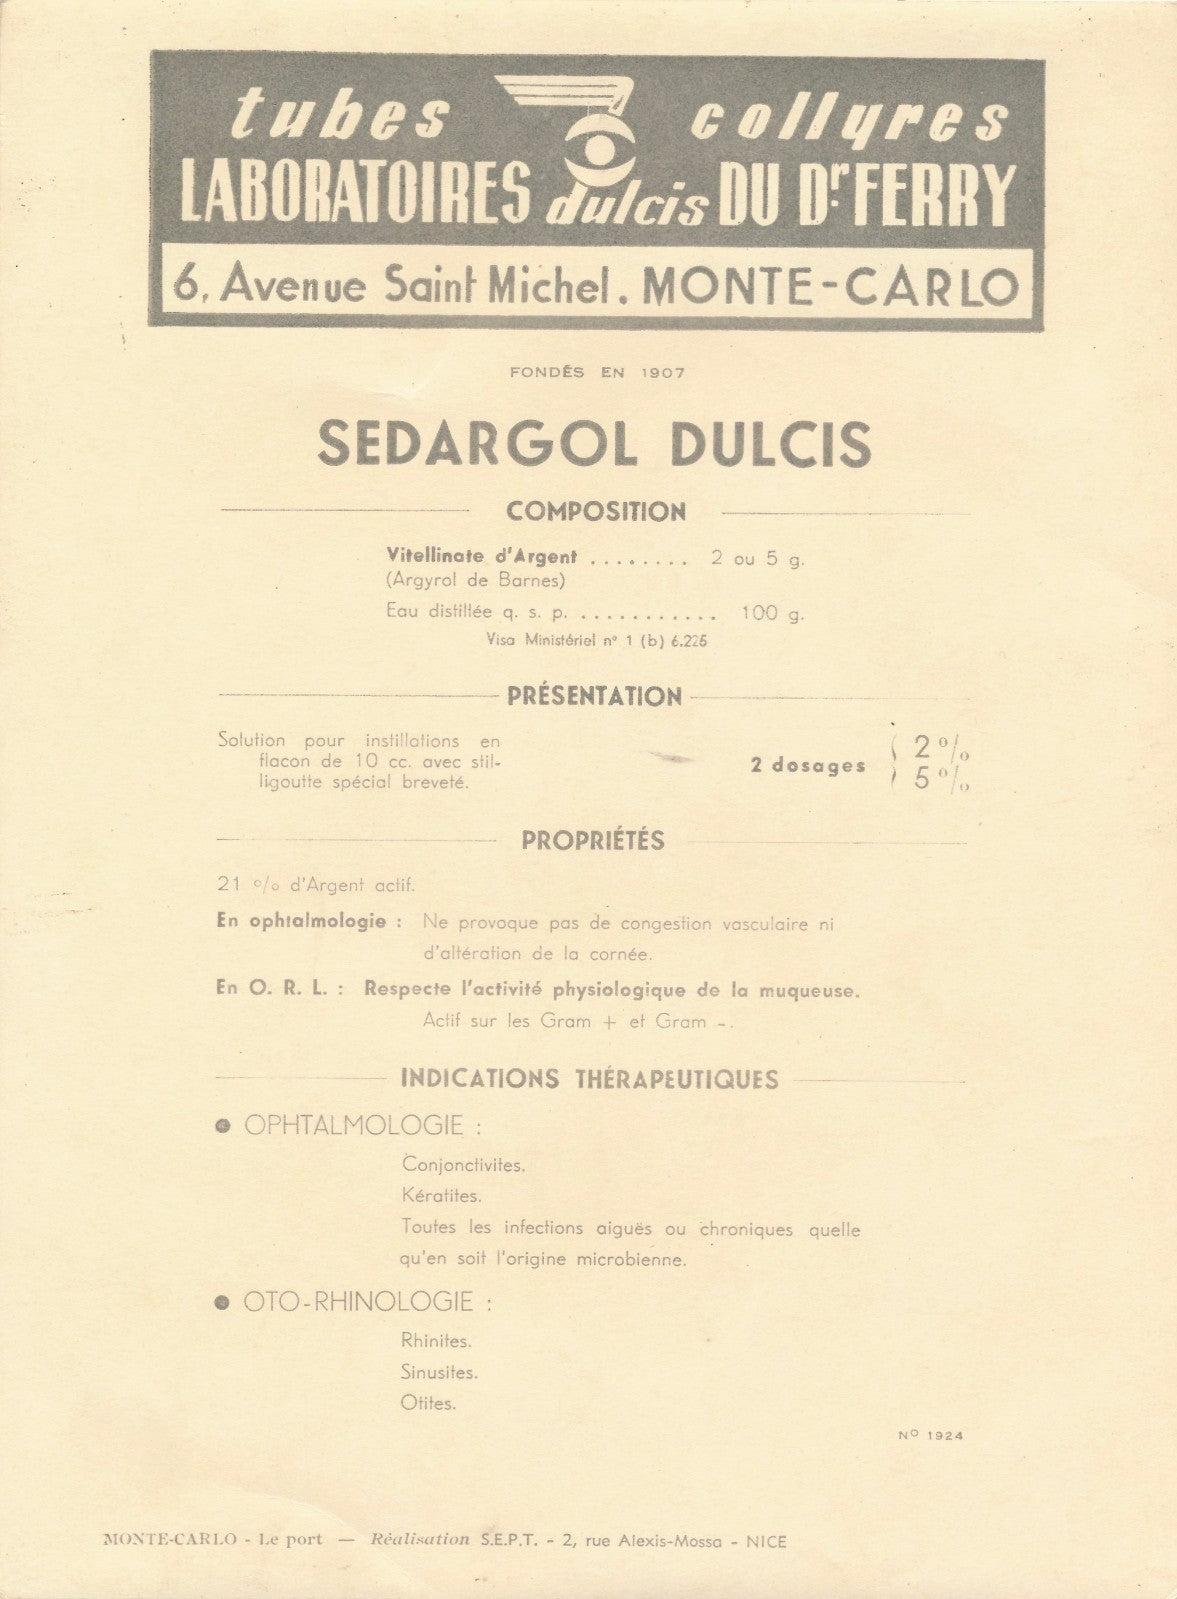 tubes collyres
LABORATOIRES dulcis DU Dr. FERRY
6, Avenue Saint Michel. MONTE-CARLO
FONDÉS EN 1907
SEDARGOL DULCIS
COMPOSITION
Vitellinate d'Argent ........ 2 ou 5 g.
(Argyrol de Barnes)
Eau distillée q. s. p. ........... 100 g.
Visa Ministériel nº 1 (b) 6.225
PRÉSENTATION
Solution pour instillations en
flacon de 10 cc. avec stil-
ligoutte spécial breveté.
2 dosages
2 %
5 %
PROPRIÉTÉS
21 % d'Argent actif.
En ophtalmologie : Ne provoque pas de congestion vasculaire ni
d'altération de la cornée.
En O. R. L. : Respecte l'activité physiologique de la muqueuse.
Actif sur les Gram + et Gram -.
INDICATIONS THÉRAPEUTIQUES
● OPHTALMOLOGIE :
Conjonctivites.
Kératites.
Toutes les infections aiguës ou chroniques quelle
qu'en soit l'origine microbienne.
● OTO-RHINOLOGIE :
Rhinites.
Sinusites.
Otites.
Nº 1924
MONTE-CARLO - Le port — Réalisation S.E.P.T. - 2, rue Alexis-Mossa - NICE